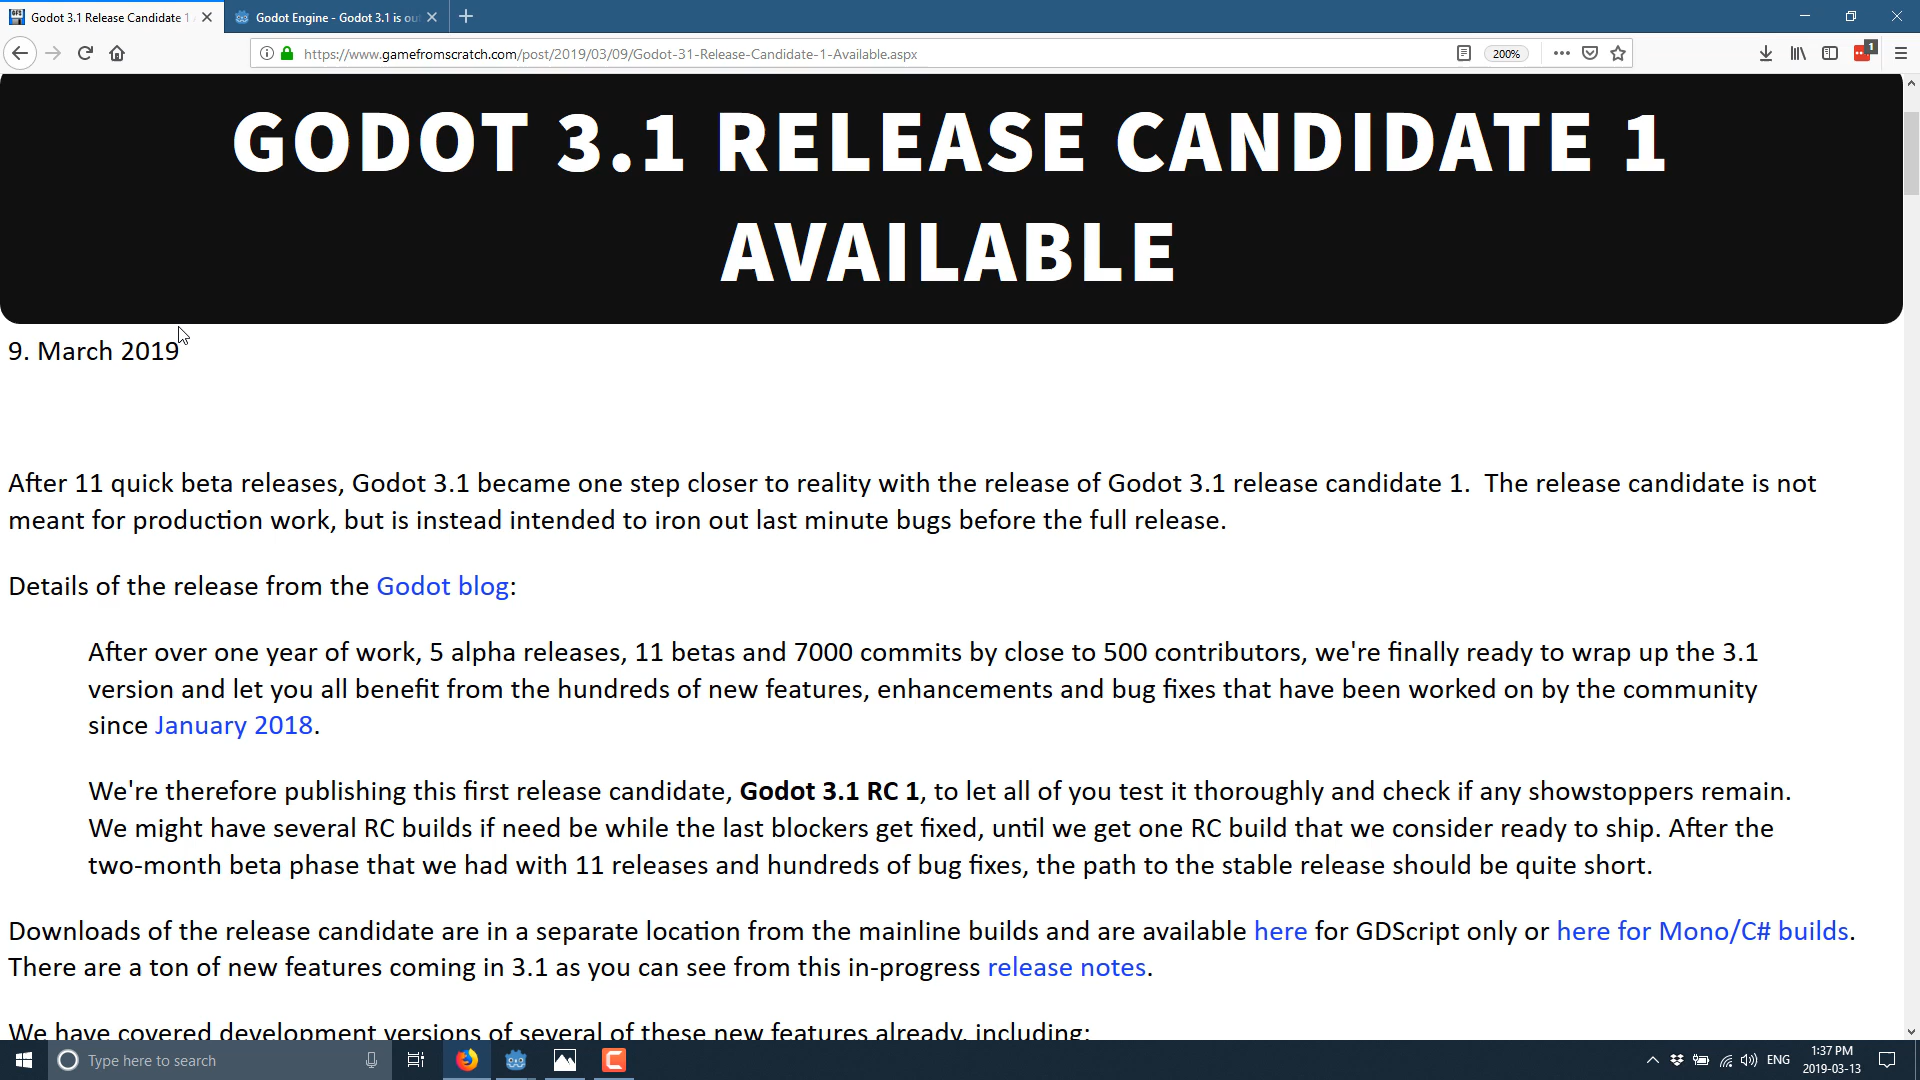 Godot 3.1 Release Candidate 1
Godot Engine - Godot 3.1 is ou
https://www.gamefromscratch.com/post/2019/03/09/Godot-31-Release-Candidate-1-Available.aspx
200%
1
GODOT 3.1 RELEASE CANDIDATE 1
AVAILABLE
9. March 2019
After 11 quick beta releases, Godot 3.1 became one step closer to reality with the release of Godot 3.1 release candidate 1.  The release candidate is not
meant for production work, but is instead intended to iron out last minute bugs before the full release.
Details of the release from the Godot blog:
After over one year of work, 5 alpha releases, 11 betas and 7000 commits by close to 500 contributors, we're finally ready to wrap up the 3.1
version and let you all benefit from the hundreds of new features, enhancements and bug fixes that have been worked on by the community
since January 2018.
We're therefore publishing this first release candidate, Godot 3.1 RC 1, to let all of you test it thoroughly and check if any showstoppers remain.
We might have several RC builds if need be while the last blockers get fixed, until we get one RC build that we consider ready to ship. After the
two-month beta phase that we had with 11 releases and hundreds of bug fixes, the path to the stable release should be quite short.
Downloads of the release candidate are in a separate location from the mainline builds and are available here for GDScript only or here for Mono/C# builds.
There are a ton of new features coming in 3.1 as you can see from this in-progress release notes.
We have covered development versions of several of these new features already, including:
Type here to search
ENG
1:37 PM
2019-03-13